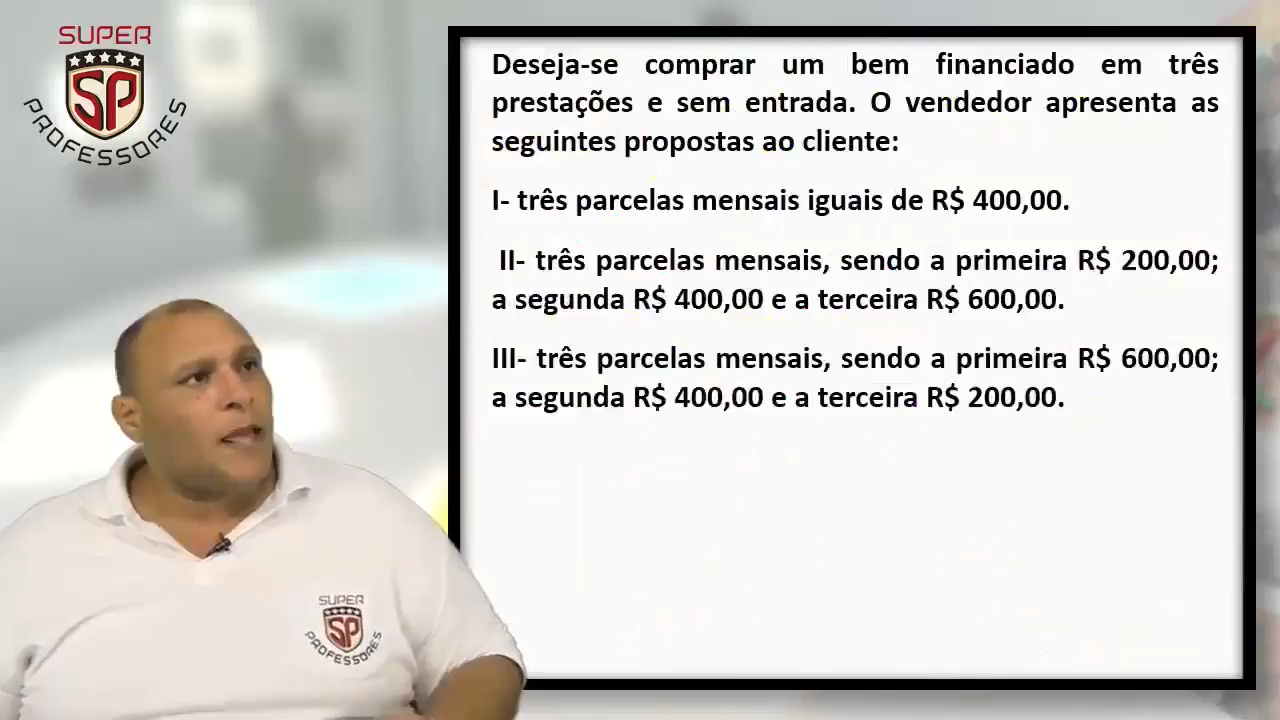 SUPER
SP
PROFESSORES
Deseja-se comprar um bem financiado em três
prestações e sem entrada. O vendedor apresenta as
seguintes propostas ao cliente:
I- três parcelas mensais iguais de R$ 400,00.
II- três parcelas mensais, sendo a primeira R$ 200,00;
a segunda R$ 400,00 e a terceira R$ 600,00.
III- três parcelas mensais, sendo a primeira R$ 600,00;
a segunda R$ 400,00 e a terceira R$ 200,00.
SUPER
SP
PROFESSORES